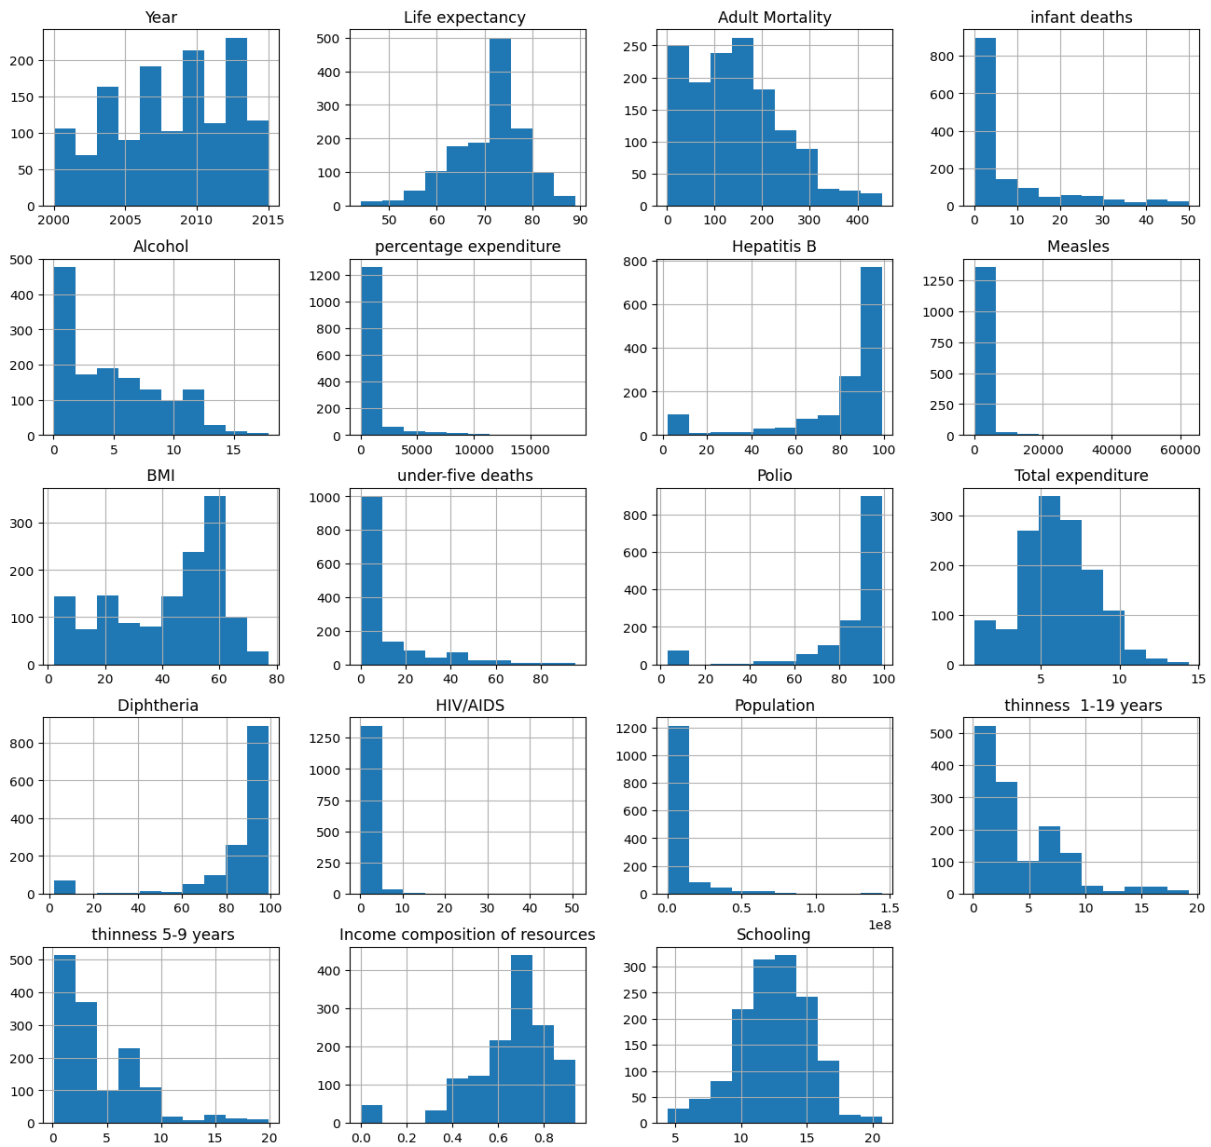 Year
200
150
100
50
0
2000 2005 2010 2015
Life expectancy
500
400
300
200
100
0
50 60 70 80 90
Adult Mortality
250
200
150
100
50
0
0 100 200 300 400
infant deaths
800
600
400
200
0
0 10 20 30 40 50
Alcohol
500
400
300
200
100
0
0 5 10 15
percentage expenditure
1200
1000
800
600
400
200
0
0 5000 10000 15000
Hepatitis B
800
600
400
200
0
0 20 40 60 80 100
Measles
1250
1000
750
500
250
0
0 20000 40000 60000
BMI
300
200
100
0
0 20 40 60 80
under-five deaths
1000
800
600
400
200
0
0 20 40 60 80
Polio
800
600
400
200
0
0 20 40 60 80 100
Total expenditure
300
200
100
0
5 10 15
Diphtheria
800
600
400
200
0
0 20 40 60 80 100
HIV/AIDS
1250
1000
750
500
250
0
0 10 20 30 40 50
Population
1200
1000
800
600
400
200
0
0.0 0.5 1.0 1.5
1e8
thinness  1-19 years
500
400
300
200
100
0
0 5 10 15 20
thinness 5-9 years
500
400
300
200
100
0
0 5 10 15 20
Income composition of resources
400
300
200
100
0
0.0 0.2 0.4 0.6 0.8
Schooling
300
250
200
150
100
50
0
5 10 15 20